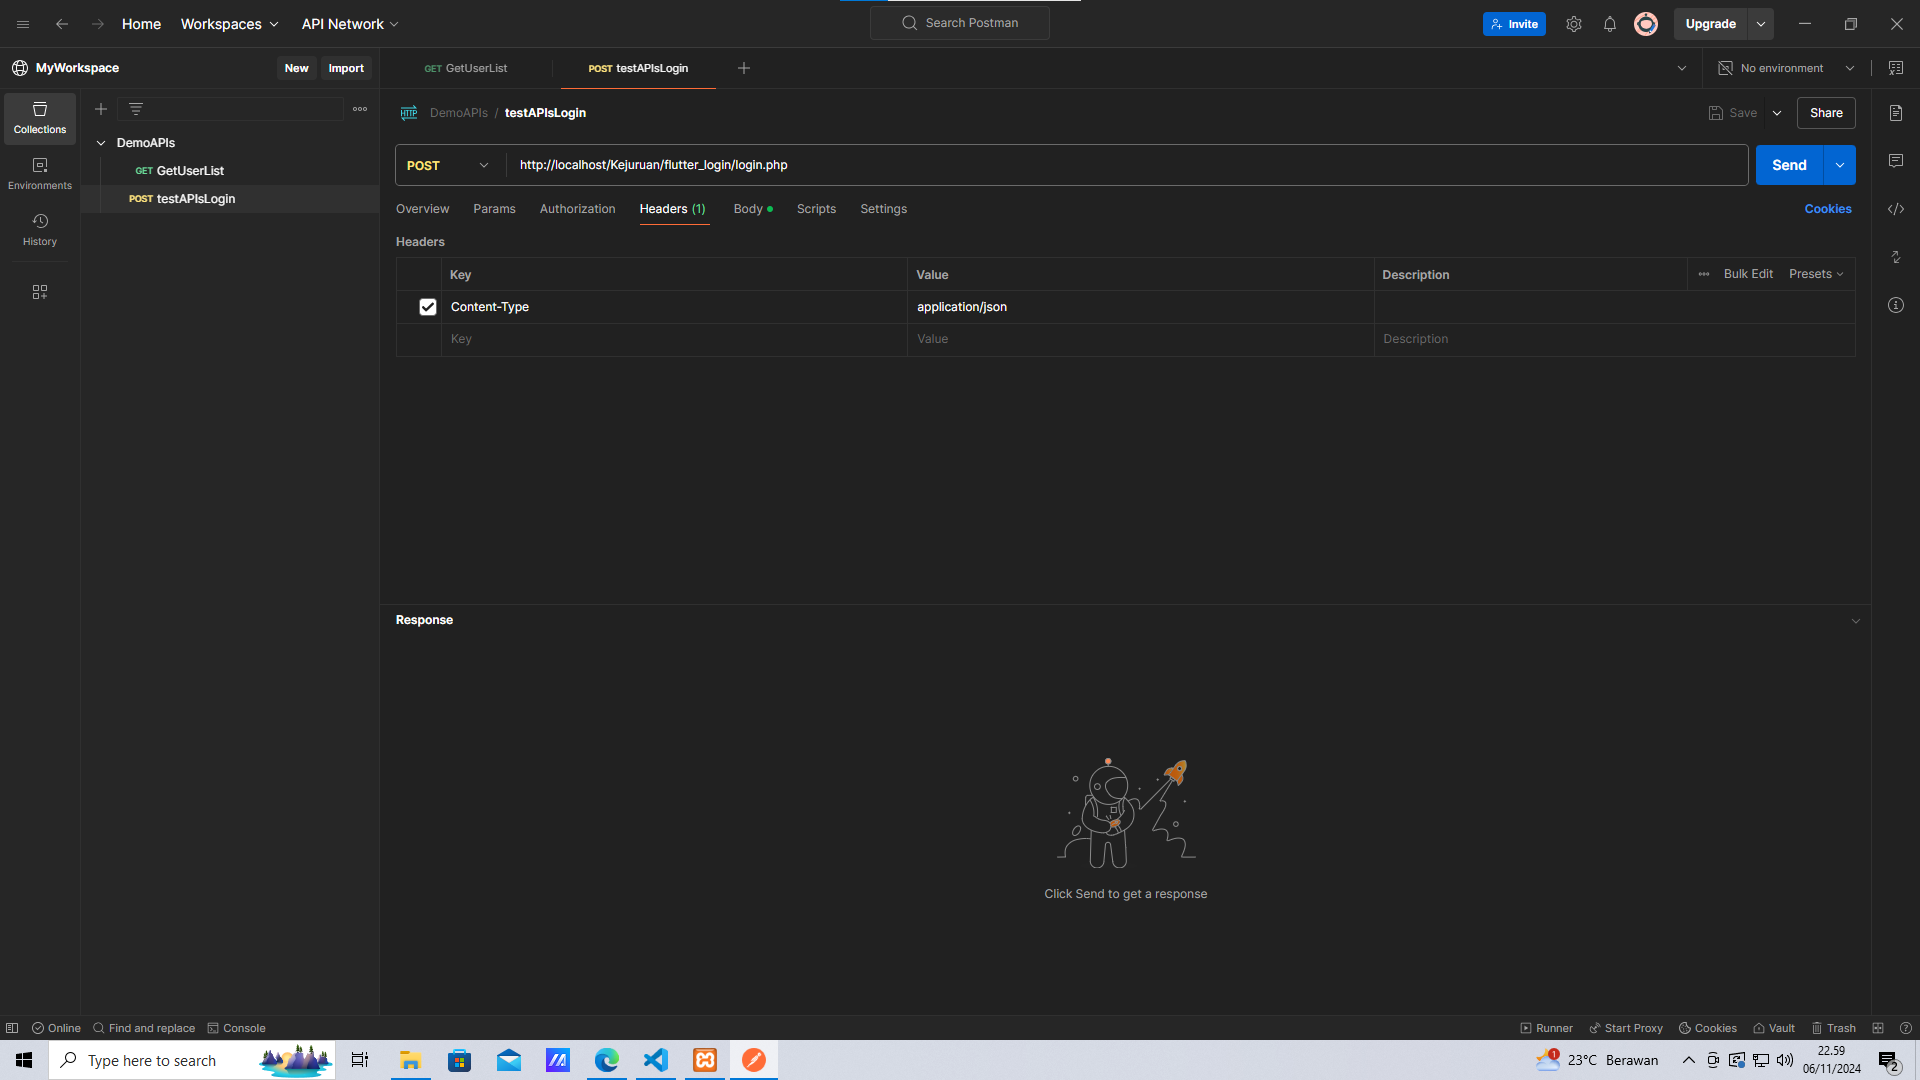 Home Workspaces API Network Search Postman Invite Upgrade
MyWorkspace New Import GET GetUserList POST testAPIsLogin No environment
Collections
Environments
History
DemoAPIs
GET GetUserList
POST testAPIsLogin
HTTP DemoAPIs / testAPIsLogin Save Share
POST http://localhost/Kejuruan/flutter_login/login.php Send
Overview Params Authorization Headers (1) Body Scripts Settings Cookies
Headers
Key Value Description Bulk Edit Presets
Content-Type application/json
Key Value Description
Response
Click Send to get a response
Online Find and replace Console Runner Start Proxy Cookies Vault Trash
Type here to search 1 23°C Berawan 22.59
06/11/2024 2